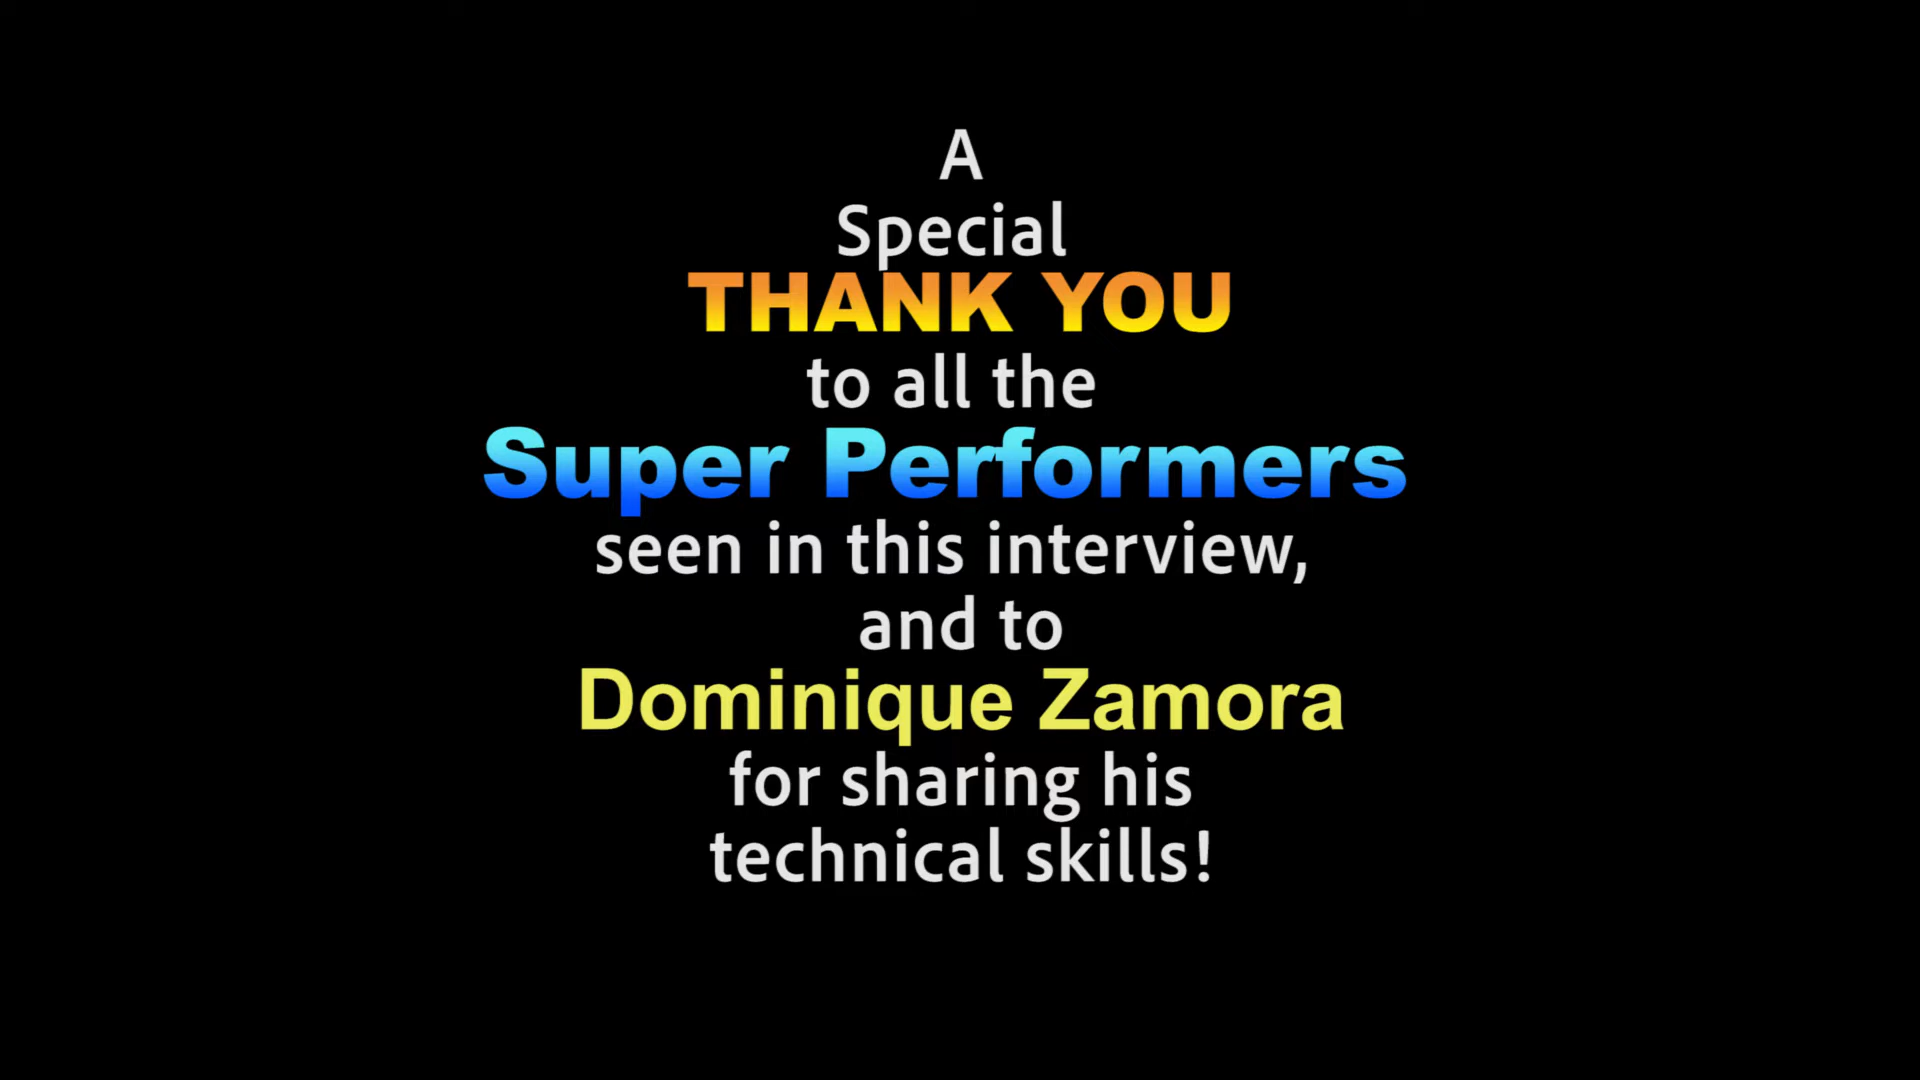 A
Special
THANK YOU
to all the
Super Performers
seen in this interview,
and to
Dominique Zamora
for sharing his
technical skills!